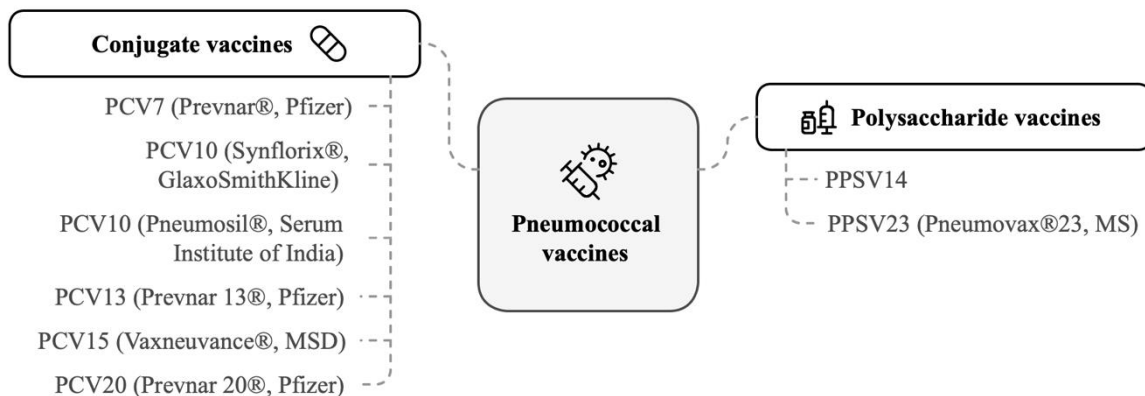 Conjugate vaccines
PCV7 (Prevnar®, Pfizer)
PCV10 (Synflorix®,
GlaxoSmithKline)
PCV10 (Pneumosil®, Serum
Institute of India)
PCV13 (Prevnar 13®, Pfizer)
PCV15 (Vaxneuvance®, MSD)
PCV20 (Prevnar 20®, Pfizer)
Pneumococcal
vaccines
Polysaccharide vaccines
PPSV14
PPSV23 (Pneumovax®23, MS)